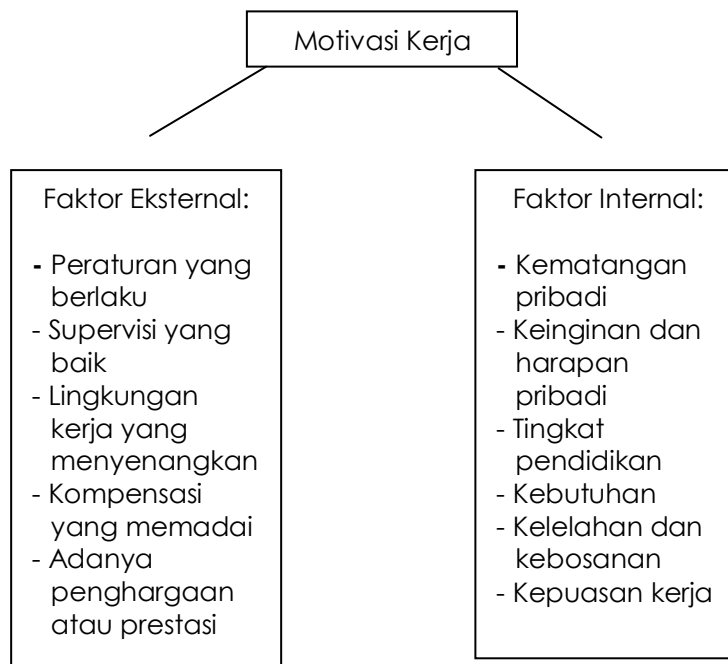 Motivasi Kerja
Faktor Eksternal:
- Peraturan yang
berlaku
- Supervisi yang
baik
- Lingkungan
kerja yang
menyenangkan
- Kompensasi
yang memadai
- Adanya
penghargaan
atau prestasi
Faktor Internal:
- Kematangan
pribadi
- Keinginan dan
harapan
pribadi
- Tingkat
pendidikan
- Kebutuhan
- Kelelahan dan
kebosanan
- Kepuasan kerja